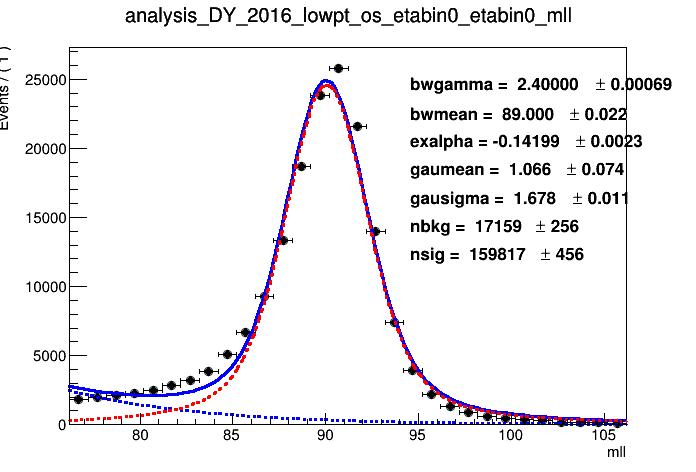 analysis_DY_2016_lowpt_os_etabin0_etabin0_mll
Events / ( 1 )
25000
20000
15000
10000
5000
0
bwgamma = 2.40000 ± 0.00069
bwmean = 89.000 ± 0.022
exalpha = -0.14199 ± 0.0023
gaumean = 1.066 ± 0.074
gausigma = 1.678 ± 0.011
nbkg = 17159 ± 256
nsig = 159817 ± 456
80 85 90 95 100 105
mll